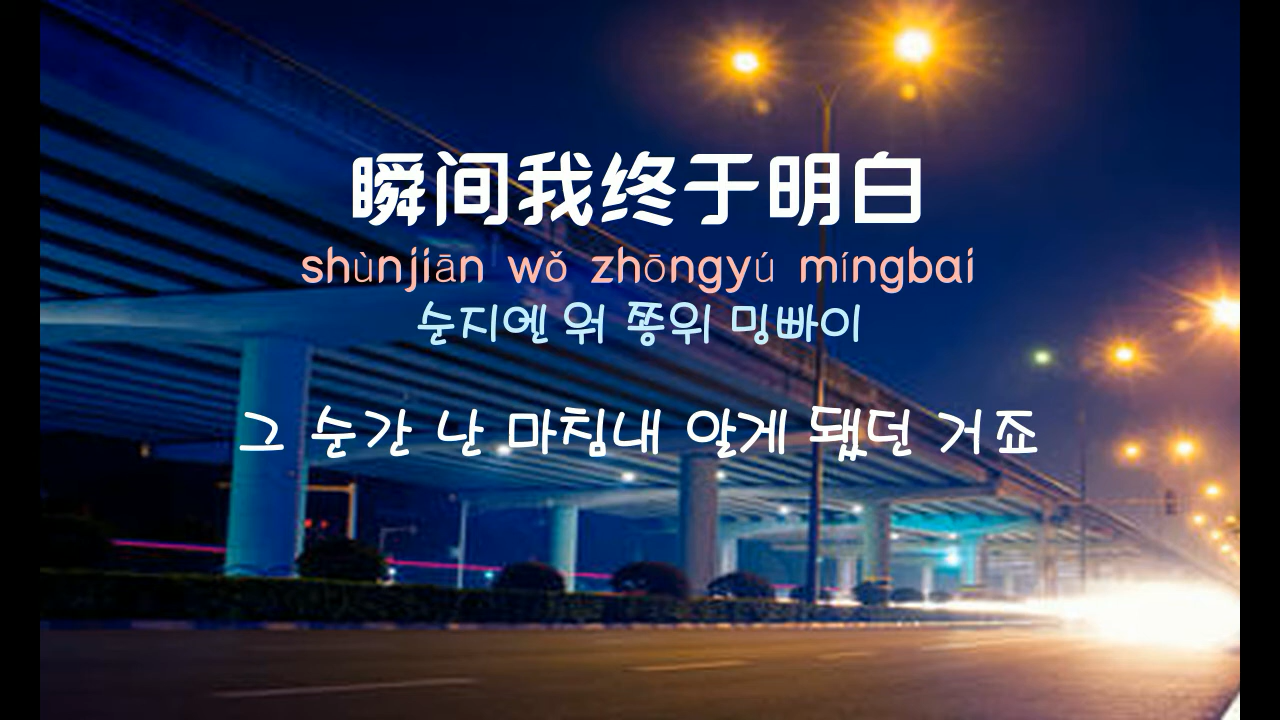 瞬间我终于明白
shùnjiān wǒ zhōngyú míngbai
순지엔 워 쫑위 밍빠이
그 순간 난 마침내 알게 됐던 거죠